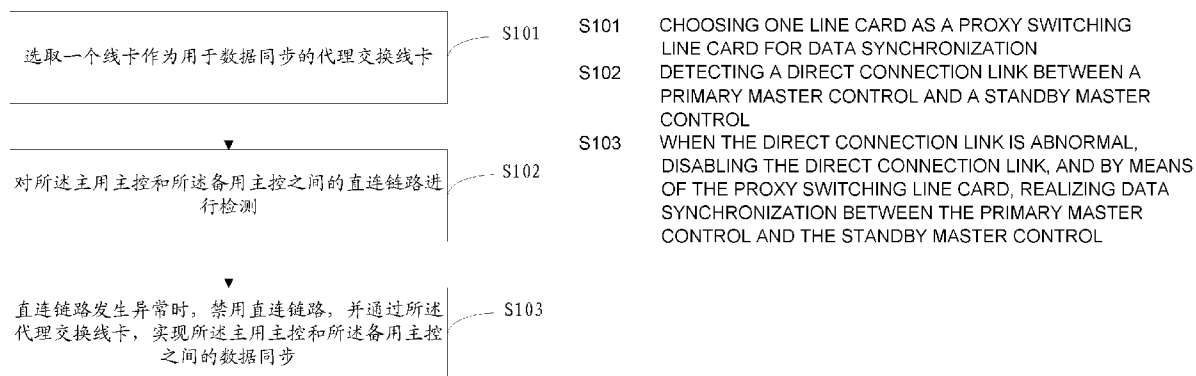 选取一个线卡作为用于数据同步的代理交换线卡
S101
对所述主用主控和所述备用主控之间的直连链路进
行检测
S102
直连链路发生异常时，禁用直连链路，并通过所述
代理交换线卡，实现所述主用主控和所述备用主控
之间的数据同步
S103
S101 CHOOSING ONE LINE CARD AS A PROXY SWITCHING
LINE CARD FOR DATA SYNCHRONIZATION
S102 DETECTING A DIRECT CONNECTION LINK BETWEEN A
PRIMARY MASTER CONTROL AND A STANDBY MASTER
CONTROL
S103 WHEN THE DIRECT CONNECTION LINK IS ABNORMAL,
DISABLING THE DIRECT CONNECTION LINK, AND BY MEANS
OF THE PROXY SWITCHING LINE CARD, REALIZING DATA
SYNCHRONIZATION BETWEEN THE PRIMARY MASTER
CONTROL AND THE STANDBY MASTER CONTROL